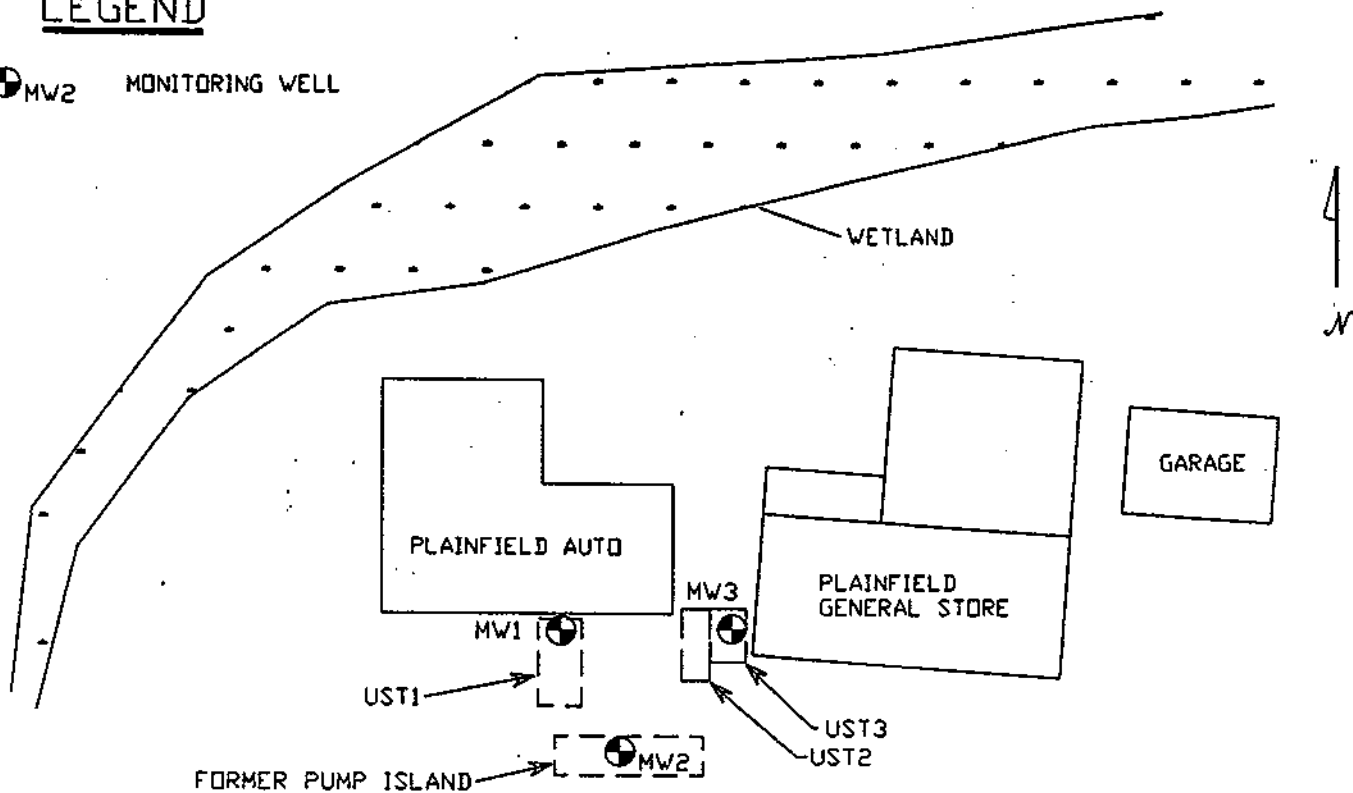 LEGEND
MW2 MONITORING WELL
WETLAND
N
GARAGE
PLAINFIELD AUTO
PLAINFIELD
GENERAL STORE
MW3
MW1
UST1
UST3
UST2
MW2
FORMER PUMP ISLAND